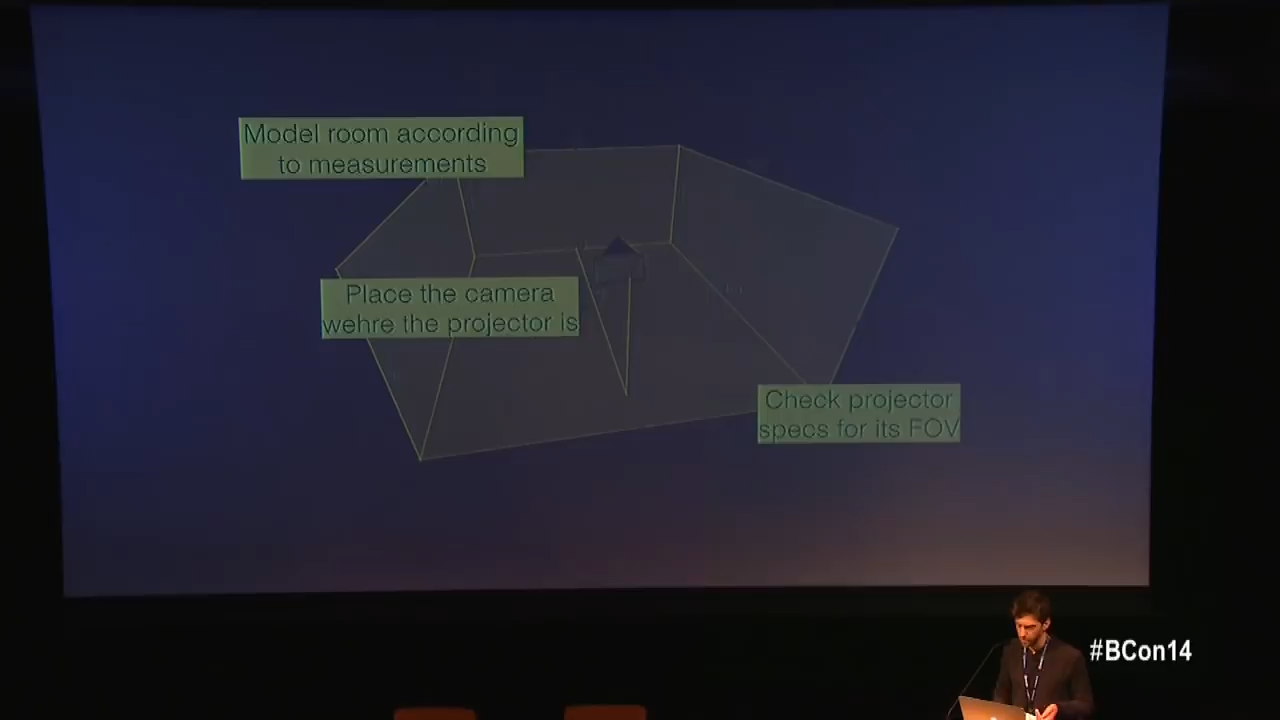 Model room according
to measurements
Place the camera
wehre the projector is
Check projector
specs for its FOV
#BCon14